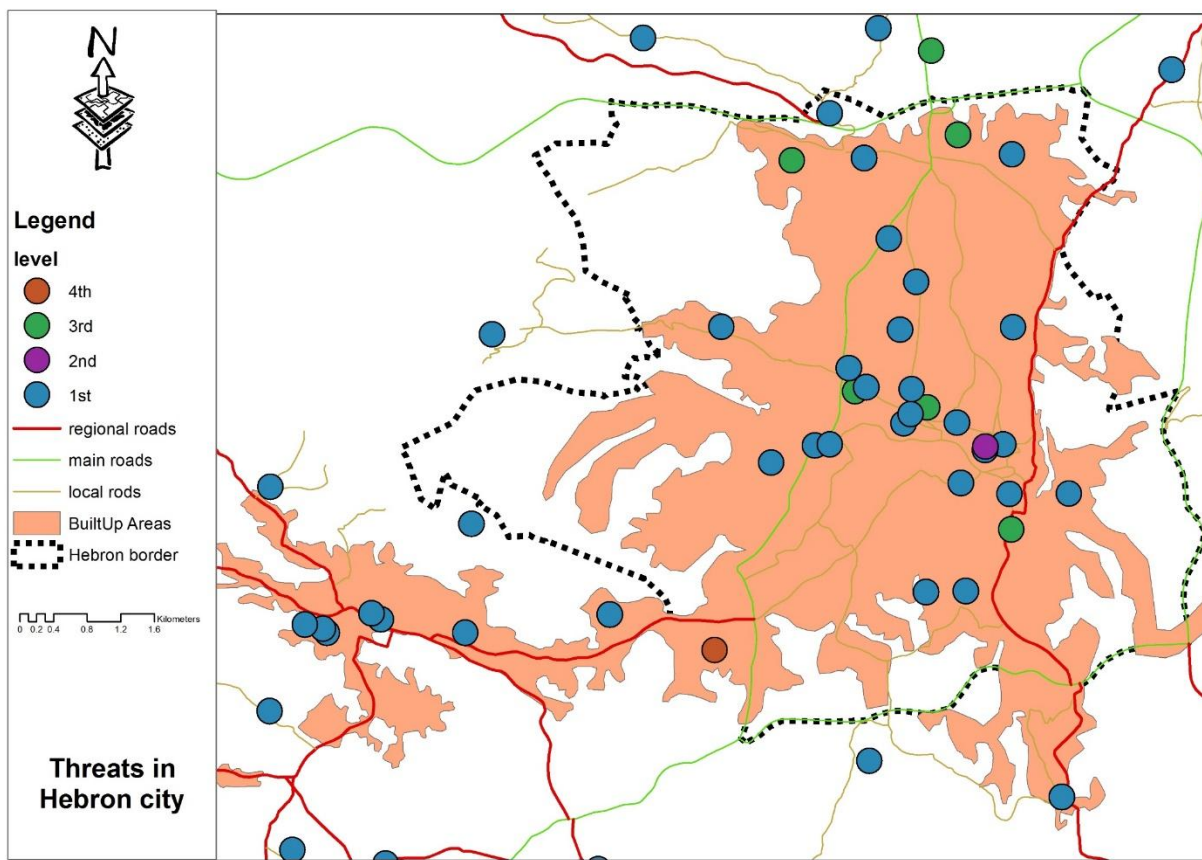 N
Legend
level
4th
3rd
2nd
1st
regional roads
main roads
local rods
BuiltUp Areas
Hebron border
Kilometers
0 0.2 0.4 0.8 1.2 1.6
Threats in
Hebron city